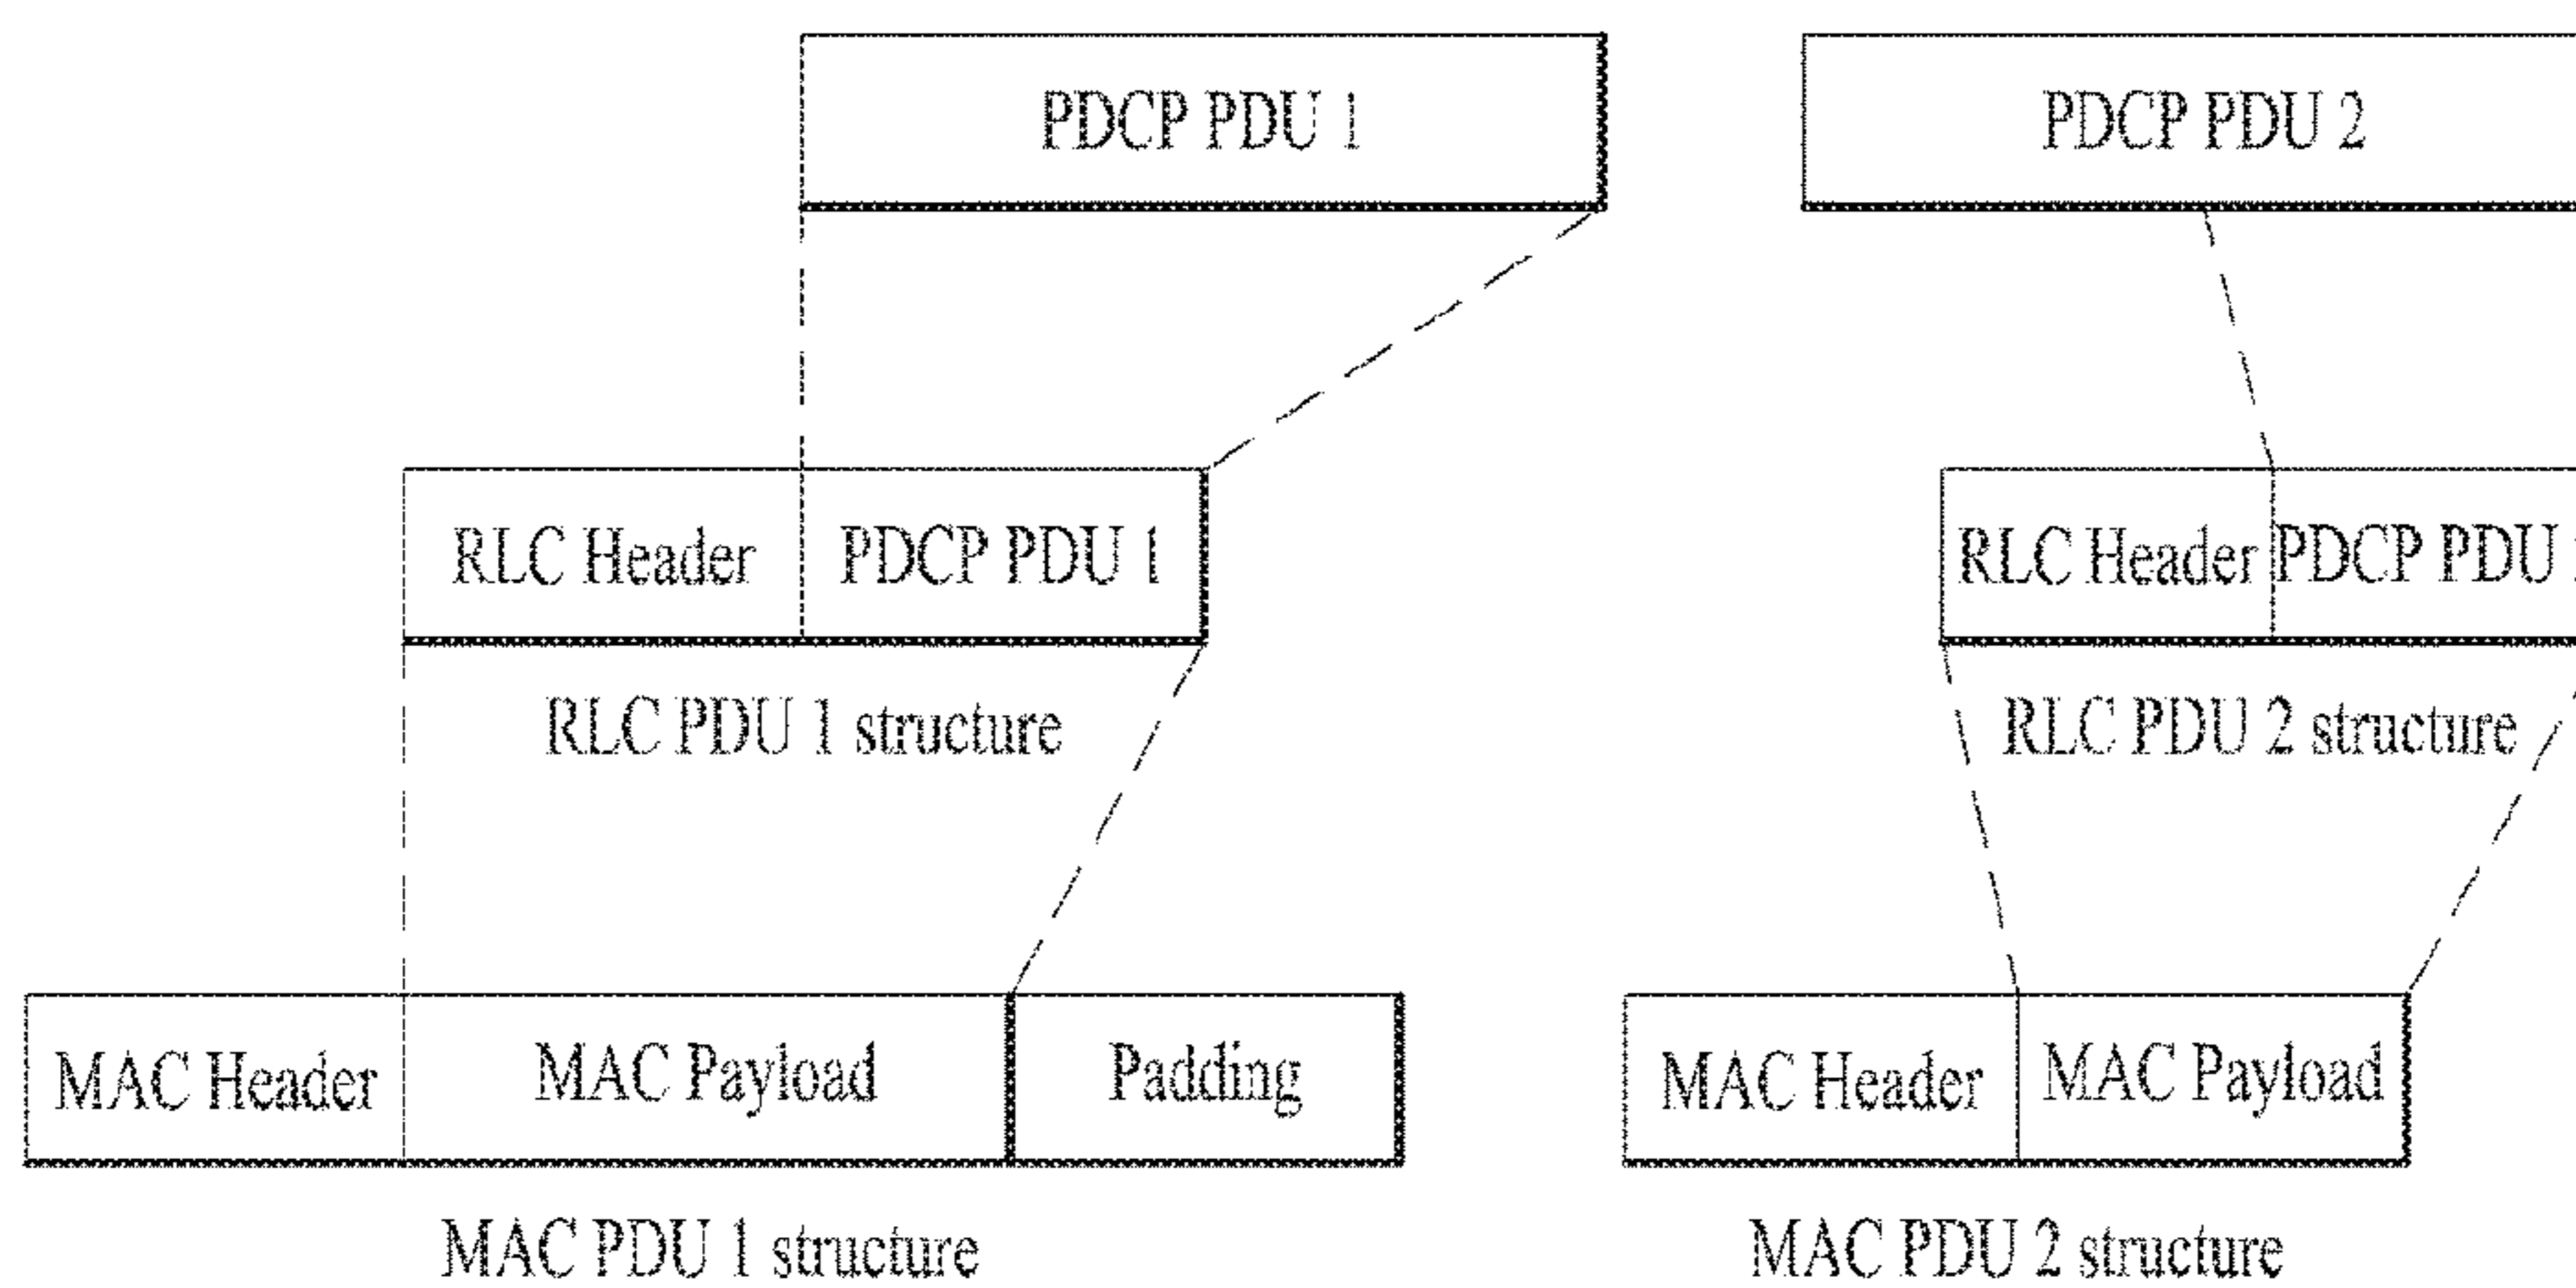 PDCP PDU 1
PDCP PDU 2
RLC Header
PDCP PDU 1
RLC Header
PDCP PDU
RLC PDU 1 structure
RLC PDU 2 structure
MAC Header
MAC Payload
Padding
MAC Header
MAC Payload
MAC PDU 1 structure
MAC PDU 2 structure